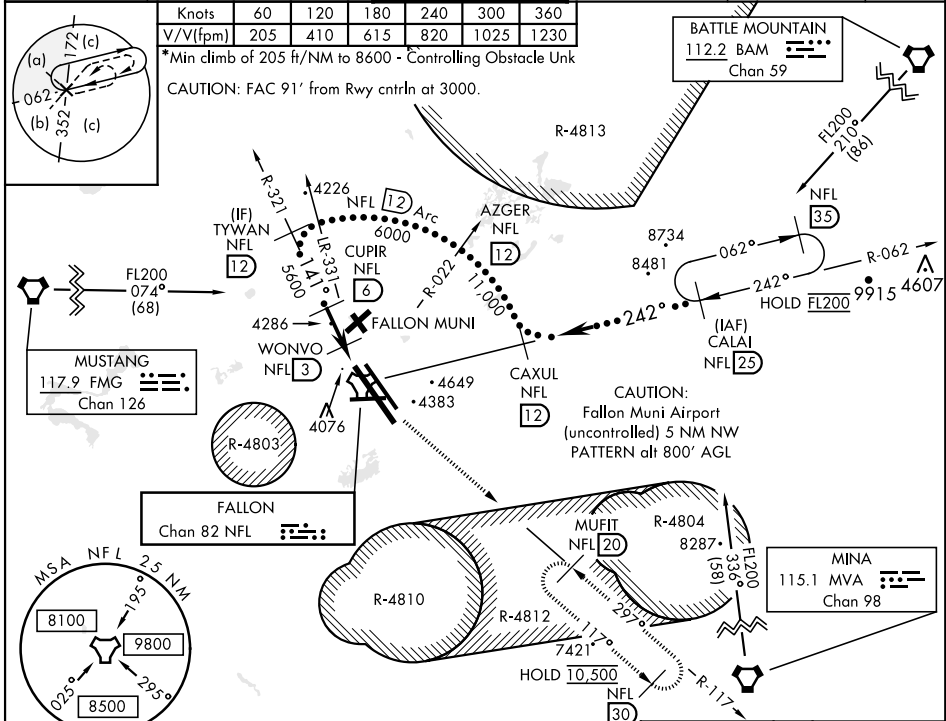 Knots 60 120 180 240 300 360
V/V(fpm) 205 410 615 820 1025 1230
*Min climb of 205 ft/NM to 8600 - Controlling Obstacle Unk
CAUTION: FAC 91' from Rwy cntrln at 3000.
172
(c)
(a)
062
(b)
352
(c)
BATTLE MOUNTAIN
112.2 BAM
Chan 59
R-4813
FL200
210°
(86)
NFL
35
R-321
4226
NFL 12 Arc
6000
AZGER
NFL
12
(IF)
TYWAN
NFL
12
LR-331
141°
5600
CUPIR
NFL
6
R-022
11,000
8734
8481
062°
R-062
242°
242°
HOLD FL200
9915
4607
FL200
074°
(68)
4286
FALLON MUNI
(IAF)
CALAI
NFL 25
WONVO
NFL 3
MUSTANG
117.9 FMG
Chan 126
4649
4383
CAXUL
NFL
12
CAUTION:
Fallon Muni Airport
(uncontrolled) 5 NM NW
PATTERN alt 800' AGL
4076
R-4803
FALLON
Chan 82 NFL
MUFIT
NFL 20
R-4804
8287
FL200
336°
(58)
MINA
115.1 MVA
Chan 98
MSA NFL 25 NM
195°
8100
9800
025°
295°
8500
R-4810
R-4812
297°
117°
7421
HOLD 10,500
NFL
30
R-117